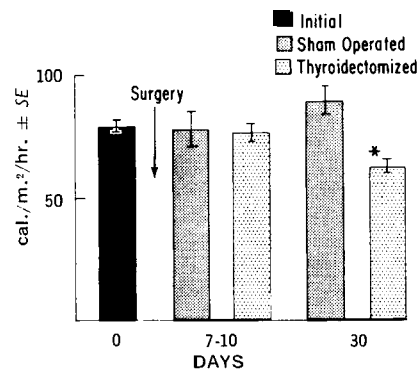 Initial
Sham Operated
Thyroidectomized
100
Surgery
*
50
cal./m.²/hr. ± SE
0
7-10
30
DAYS